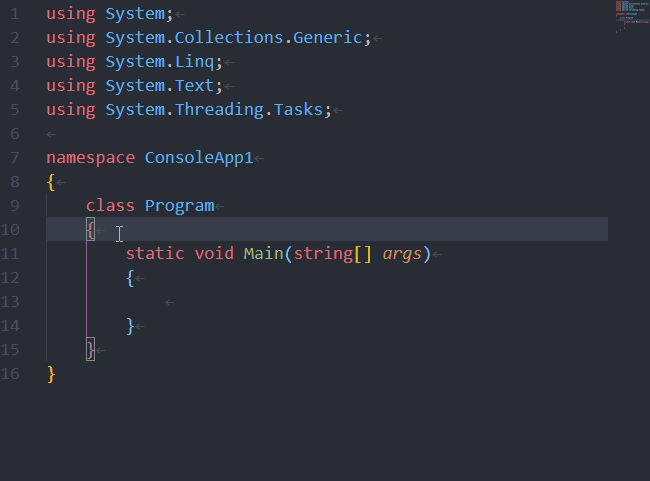 1 using System;
2 using System.Collections.Generic;
3 using System.Linq;
4 using System.Text;
5 using System.Threading.Tasks;
6
7 namespace ConsoleApp1
8 {
9     class Program
10     {
11         static void Main(string[] args)
12         {
13
14         }
15     }
16 }